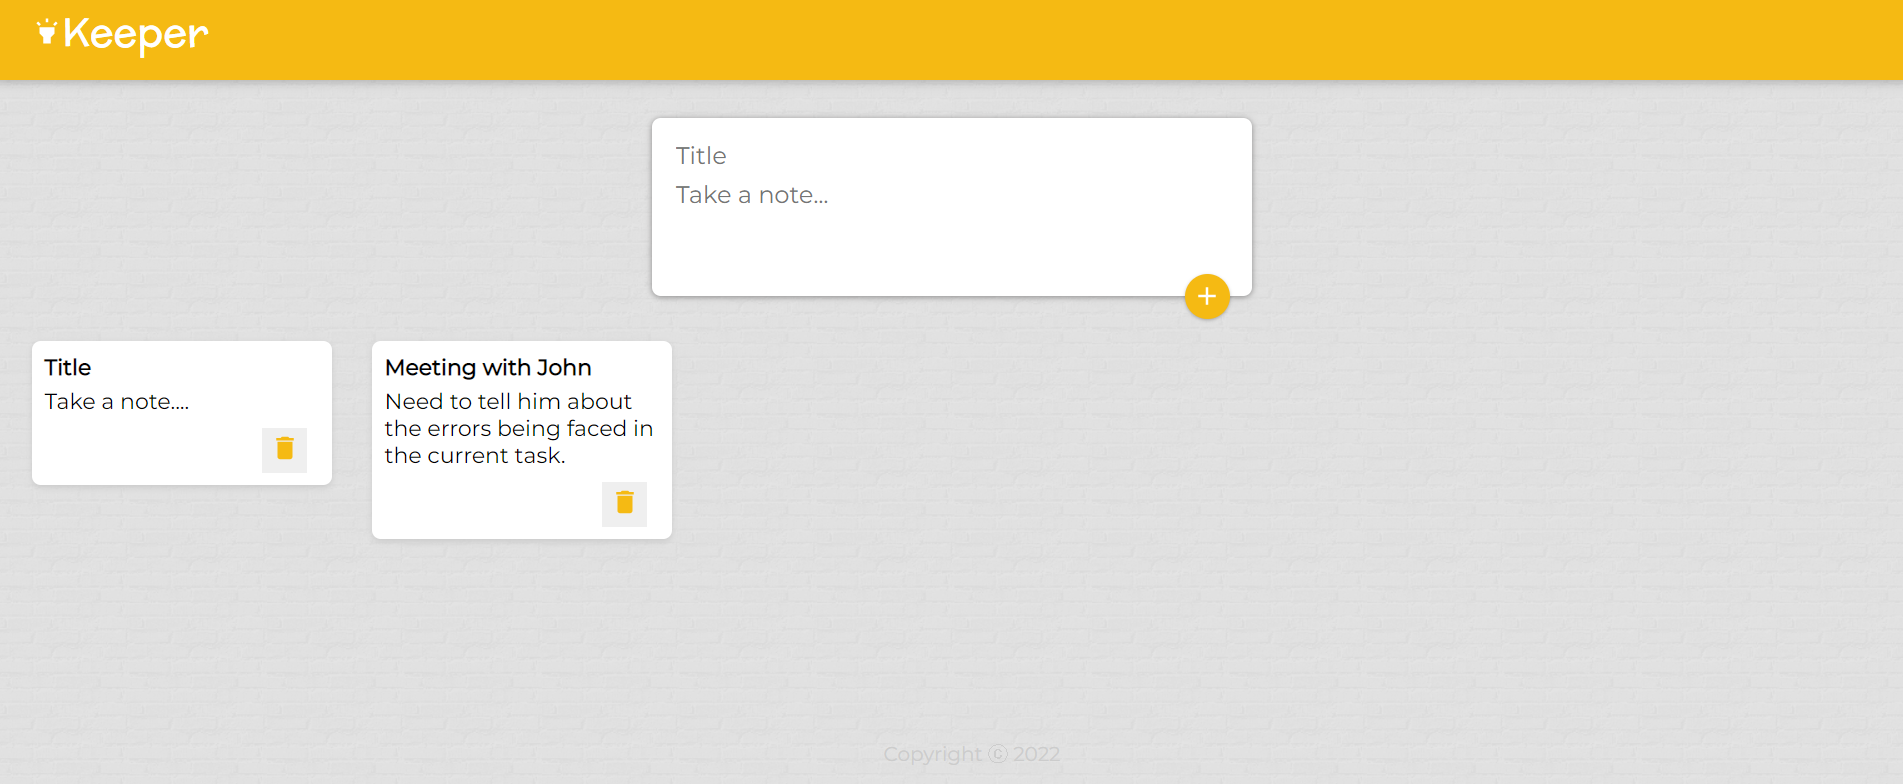 Keeper
Title
Take a note...
Title
Take a note....
Meeting with John
Need to tell him about
the errors being faced in
the current task.
Copyright ⓒ 2022